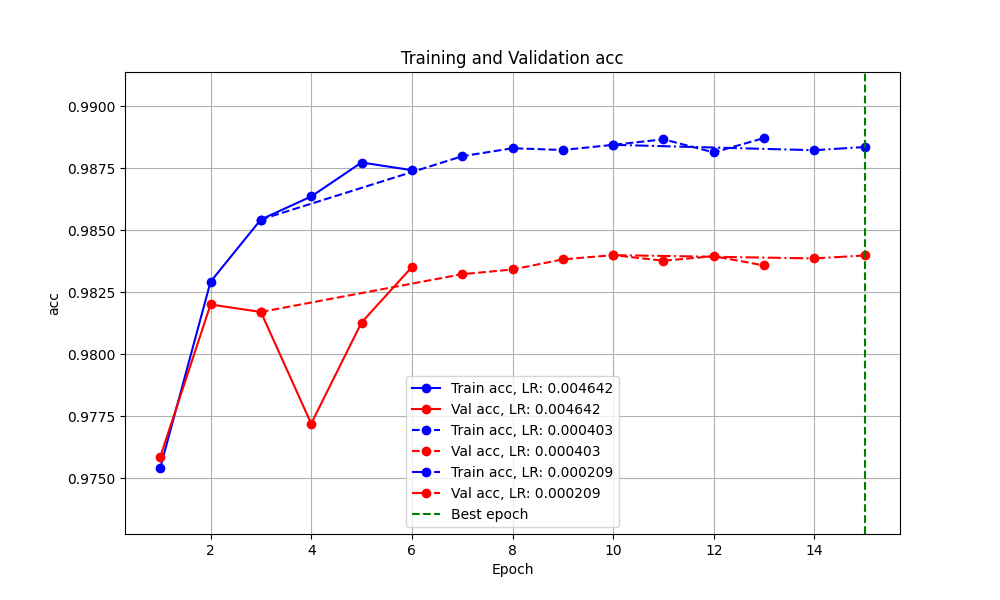 Training and Validation acc
acc
0.9900
0.9875
0.9850
0.9825
0.9800
0.9775
0.9750
Train acc, LR: 0.004642
Val acc, LR: 0.004642
Train acc, LR: 0.000403
Val acc, LR: 0.000403
Train acc, LR: 0.000209
Val acc, LR: 0.000209
Best epoch
2 4 6 8 10 12 14
Epoch